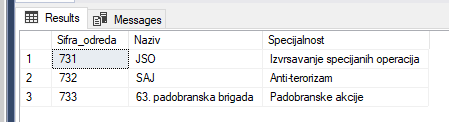 Results Messages
Sifra_odreda Naziv Specijalnost
1 731 JSO Izvrsavanje specijanih operacija
2 732 SAJ Anti-terorizam
3 733 63. padobranska brigada Padobranske akcije